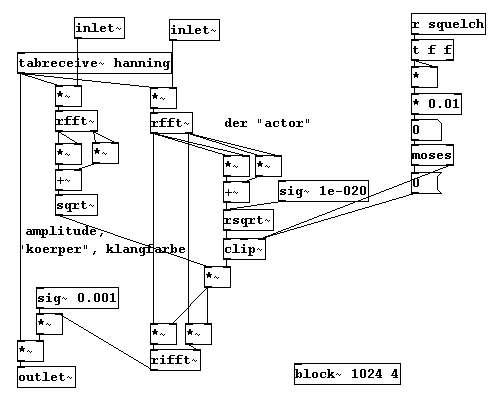 inlet~
inlet~
r squelch
tabreceive~ hanning
t f f
*
*~
*~
* 0.01
rfft~
rfft~
der "actor"
0
*~
*~
moses
*~
*~
+~
+~
sig~ 1e-020
0
sqrt~
rsqrt~
amplitude,
"koerper", klangfarbe
clip~
*~
sig~ 0.001
*~
*~
*~
*~
rifft~
outlet~
block~ 1024 4